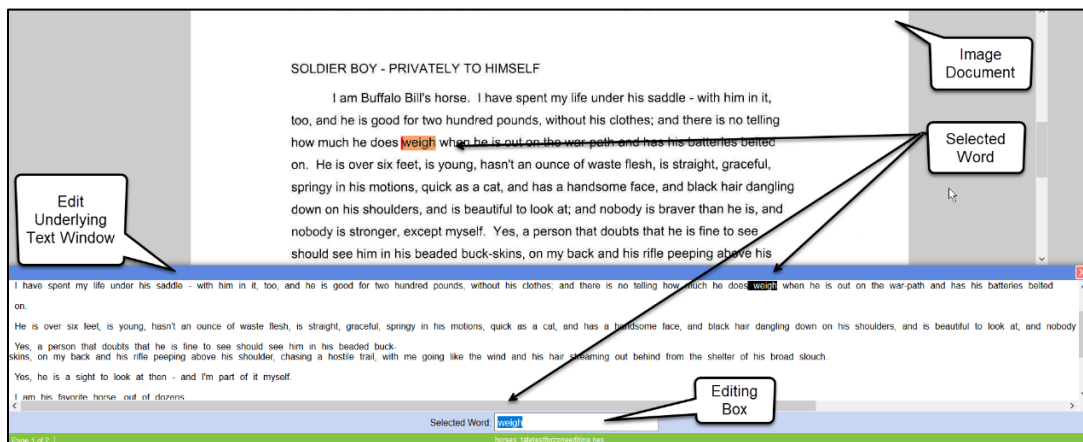 Image
Document
SOLDIER BOY - PRIVATELY TO HIMSELF
I am Buffalo Bill's horse. I have spent my life under his saddle - with him in it,
too, and he is good for two hundred pounds, without his clothes; and there is no telling
how much he does weigh when he is out on the war-path and has his batteries belted
on. He is over six feet, is young, hasn't an ounce of waste flesh, is straight, graceful,
springy in his motions, quick as a cat, and has a handsome face, and black hair dangling
down on his shoulders, and is beautiful to look at; and nobody is braver than he is, and
nobody is stronger, except myself. Yes, a person that doubts that he is fine to see
should see him in his beaded buck-skins, on my back and his rifle peeping above his
Selected
Word
Edit
Underlying
Text Window
I have spent my life under his saddle - with him in it, too, and he is good for two hundred pounds, without his clothes; and there is no telling how much he does weigh when he is out on the war-path and has his batteries belted
on.
He is over six feet, is young, hasn't an ounce of waste flesh, is straight, graceful, springy in his motions, quick as a cat, and has a handsome face, and black hair dangling down on his shoulders, and is beautiful to look at; and nobody
Yes, a person that doubts that he is fine to see should see him in his beaded buck-
skins, on my back and his rifle peeping above his shoulder, chasing a hostile trail, with me going like the wind and his hair streaming out behind from the shelter of his broad slouch.
Yes, he is a sight to look at then - and I'm part of it myself.
I am his favorite horse, out of dozens.
Editing
Box
Selected Word: weigh
Page 1 of 2
horses_taletestforzoneediting.kes